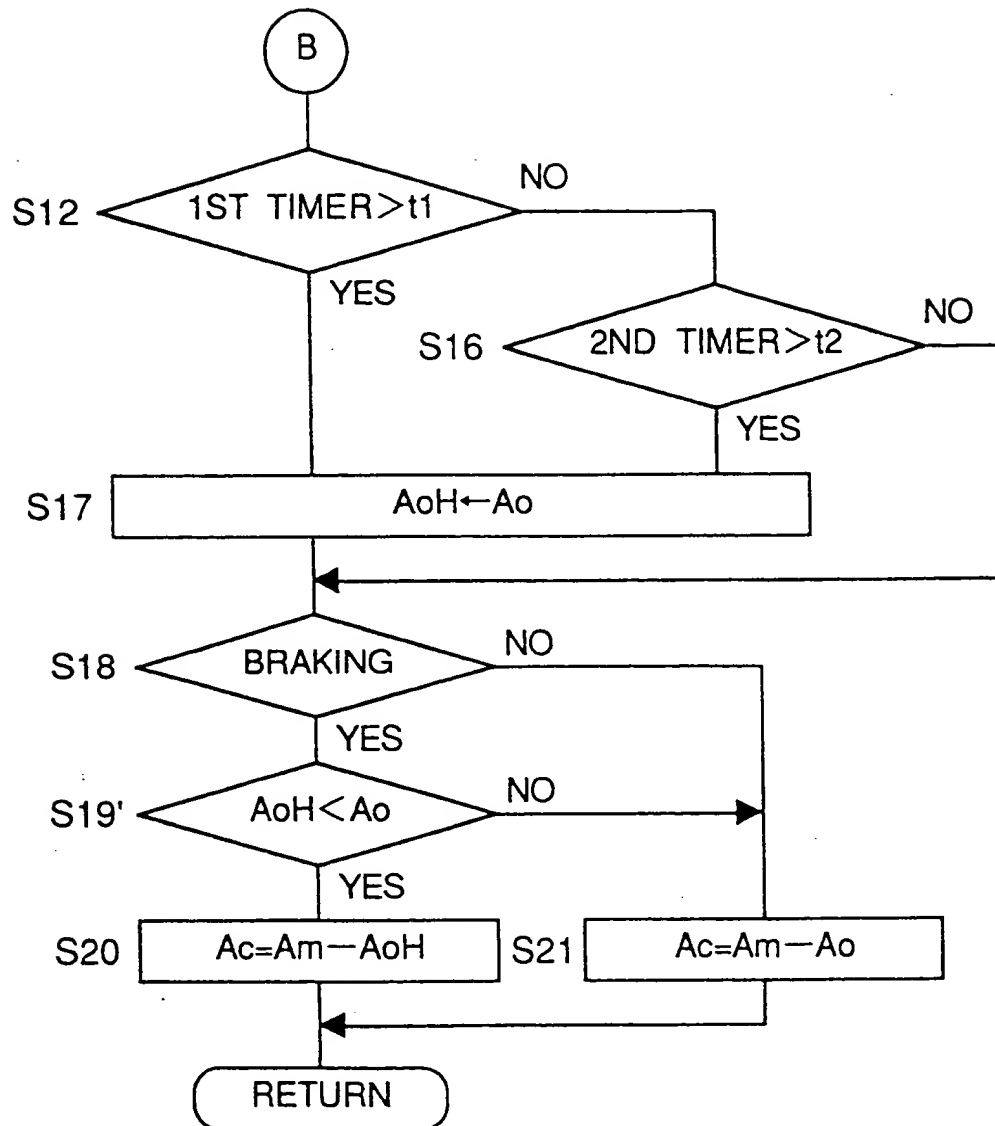 B
S12
1ST TIMER>t1
NO
YES
S16
2ND TIMER>t2
NO
YES
S17
AoH←Ao
S18
BRAKING
NO
YES
S19'
AoH<Ao
NO
YES
S20
Ac=Am−AoH
S21
Ac=Am−Ao
RETURN